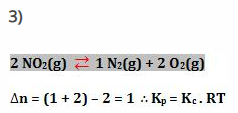 3)
2 NO₂(g) ⇄ 1 N₂(g) + 2 O₂(g)
Δn = (1 + 2) – 2 = 1 ∴ Kₚ = K꜀ . RT